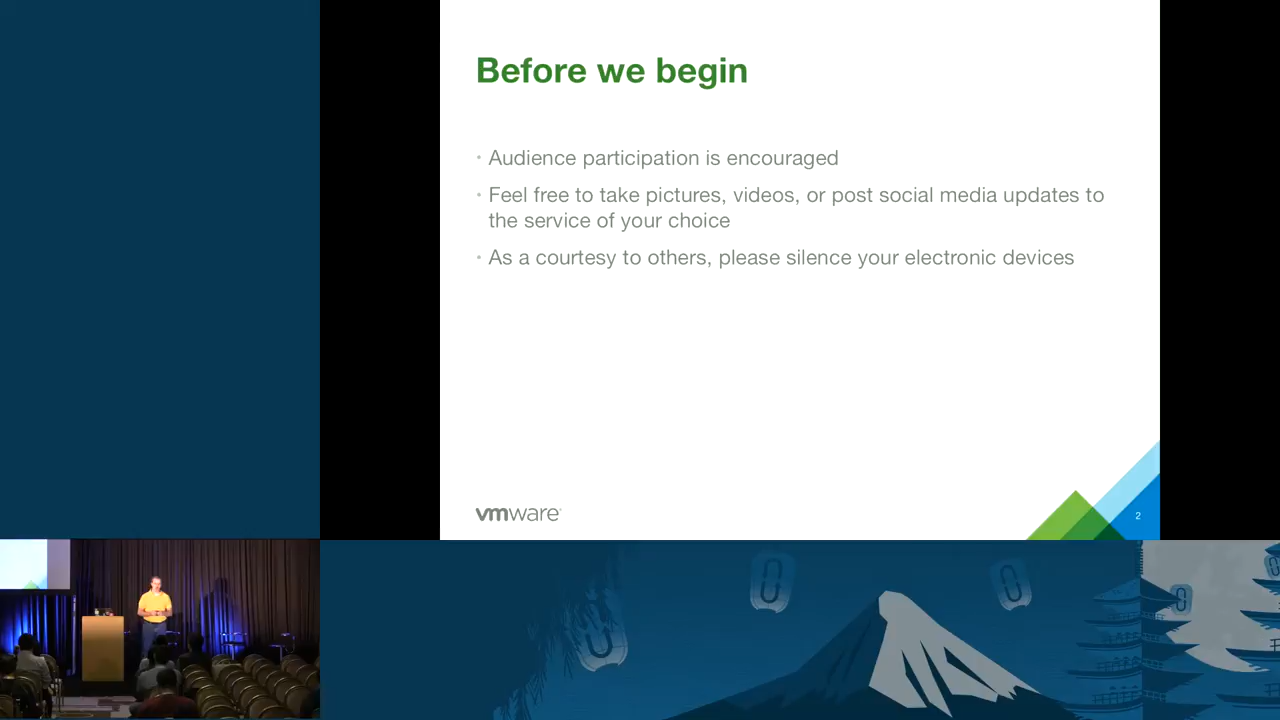 Before we begin
• Audience participation is encouraged
• Feel free to take pictures, videos, or post social media updates to
the service of your choice
• As a courtesy to others, please silence your electronic devices
vmware
2